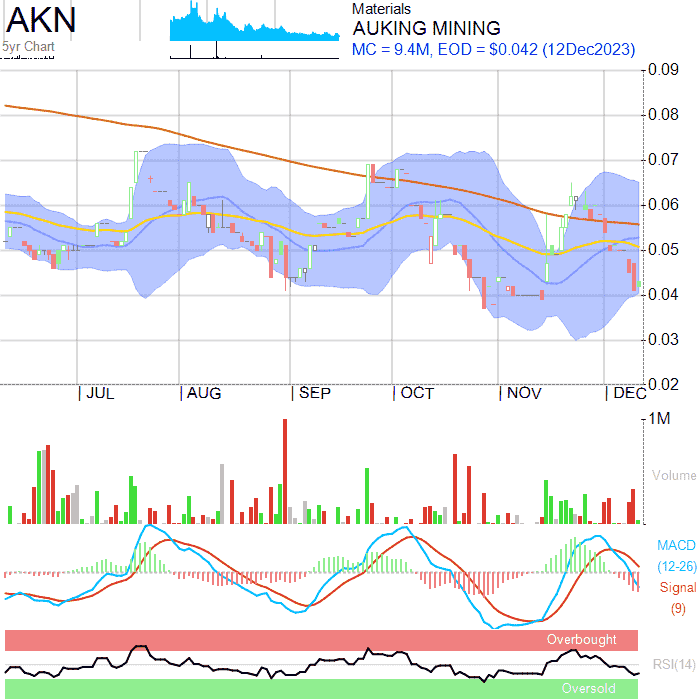 AKN
5yr Chart
Materials
AUKING MINING
MC = 9.4M, EOD = $0.042 (12Dec2023)
0.09
0.08
0.07
0.06
0.05
0.04
0.03
0.02
JUL AUG SEP OCT NOV DEC
1M
Volume
MACD
(12-26)
Signal
(9)
Overbought
RSI(14)
Oversold